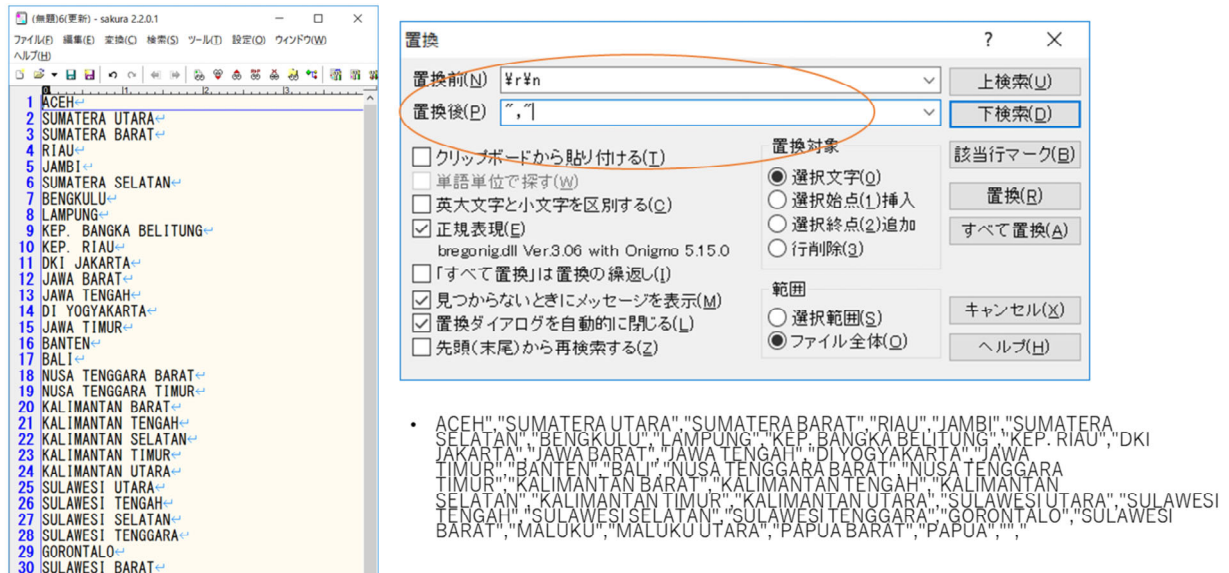 (無題)6(更新) - sakura 2.2.0.1
ファイル(F) 編集(E) 変換(C) 検索(S) ツール(T) 設定(O) ウィンドウ(W)
ヘルプ(H)
0 1 2 3
1 ACEH↵
2 SUMATERA UTARA↵
3 SUMATERA BARAT↵
4 RIAU↵
5 JAMBI↵
6 SUMATERA SELATAN↵
7 BENGKULU↵
8 LAMPUNG↵
9 KEP. BANGKA BELITUNG↵
10 KEP. RIAU↵
11 DKI JAKARTA↵
12 JAWA BARAT↵
13 JAWA TENGAH↵
14 DI YOGYAKARTA↵
15 JAWA TIMUR↵
16 BANTEN↵
17 BALI↵
18 NUSA TENGGARA BARAT↵
19 NUSA TENGGARA TIMUR↵
20 KALIMANTAN BARAT↵
21 KALIMANTAN TENGAH↵
22 KALIMANTAN SELATAN↵
23 KALIMANTAN TIMUR↵
24 KALIMANTAN UTARA↵
25 SULAWESI UTARA↵
26 SULAWESI TENGAH↵
27 SULAWESI SELATAN↵
28 SULAWESI TENGGARA↵
29 GORONTALO↵
30 SULAWESI BARAT↵
置換 ? ×
置換前(N) ¥r¥n 上検索(U)
置換後(P) ","| 下検索(D)
クリップボードから貼り付ける(T)
単語単位で探す(W)
英大文字と小文字を区別する(C)
正規表現(E)
bregonig.dll Ver.3.06 with Onigmo 5.15.0
「すべて置換」は置換の繰返し(I)
見つからないときにメッセージを表示(M)
置換ダイアログを自動的に閉じる(L)
先頭(末尾)から再検索する(Z)
置換対象
選択文字(0)
選択始点(1)挿入
選択終点(2)追加
行削除(3)
範囲
選択範囲(S)
ファイル全体(O)
該当行マーク(B)
置換(R)
すべて置換(A)
キャンセル(X)
ヘルプ(H)
• ACEH","SUMATERA UTARA","SUMATERA BARAT","RIAU","JAMBI","SUMATERA
SELATAN","BENGKULU","LAMPUNG","KEP. BANGKA BELITUNG","KEP. RIAU","DKI
JAKARTA","JAWA BARAT","JAWA TENGAH","DI YOGYAKARTA","JAWA
TIMUR","BANTEN","BALI","NUSA TENGGARA BARAT","NUSA TENGGARA
TIMUR","KALIMANTAN BARAT","KALIMANTAN TENGAH","KALIMANTAN
SELATAN","KALIMANTAN TIMUR","KALIMANTAN UTARA","SULAWESI UTARA","SULAWESI
TENGAH","SULAWESI SELATAN","SULAWESI TENGGARA","GORONTALO","SULAWESI
BARAT","MALUKU","MALUKU UTARA","PAPUA BARAT","PAPUA","","